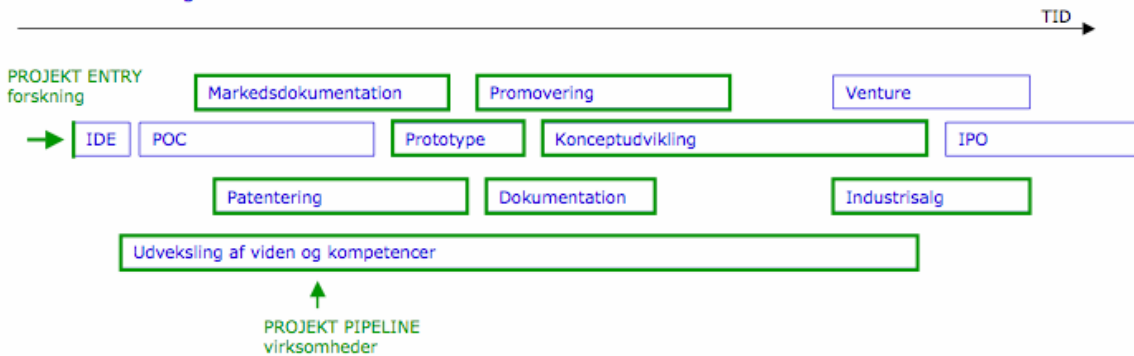 TID
PROJEKT ENTRY
forskning
Markedsdokumentation
Promovering
Venture
IDE
POC
Prototype
Konceptudvikling
IPO
Patentering
Dokumentation
Industrisalg
Udveksling af viden og kompetencer
PROJEKT PIPELINE
virksomheder